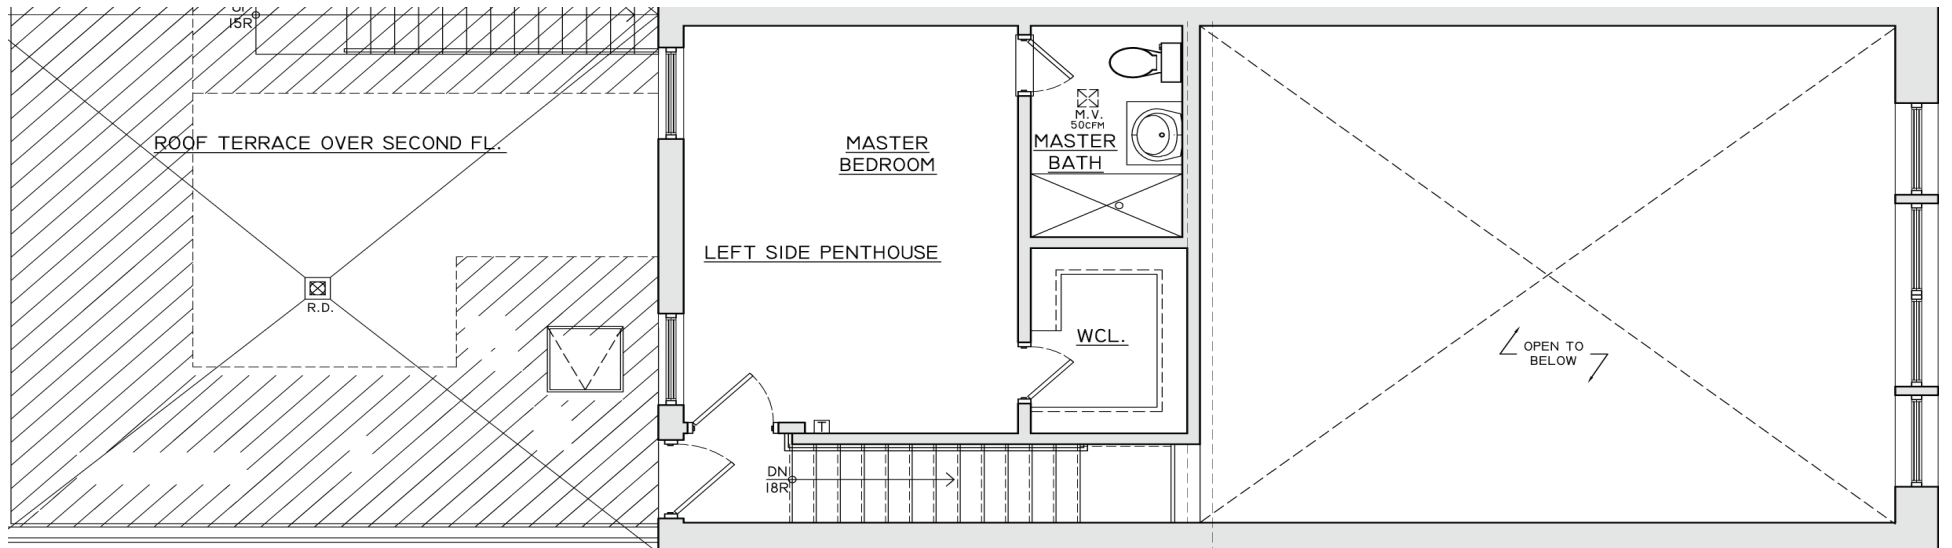 15R
ROOF TERRACE OVER SECOND FL.
R.D.
MASTER
BEDROOM
LEFT SIDE PENTHOUSE
M.V.
50CFM
MASTER
BATH
WCL.
T
DN
18R
OPEN TO
BELOW